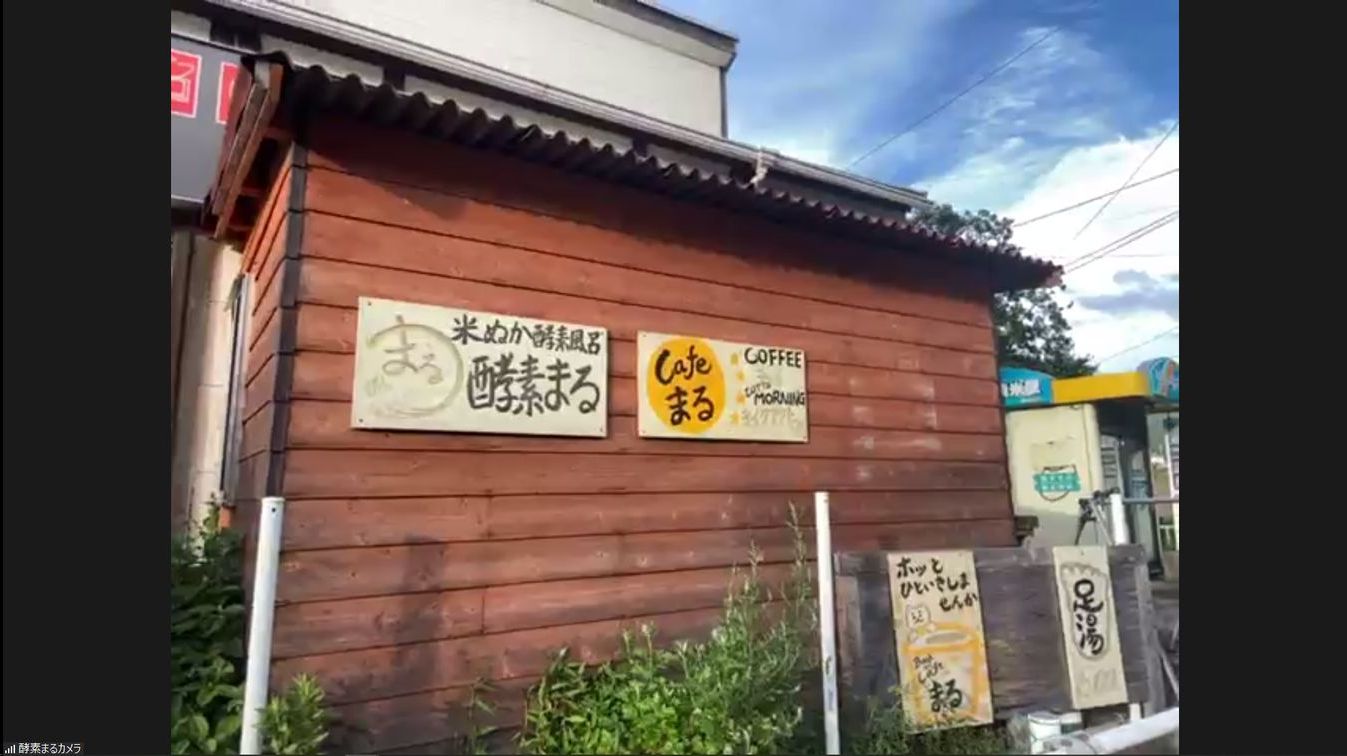 米ぬか酵素風呂
まる
酵素まる
Cafe
まる
COFFEE
MORNING
テイクアウト
ホッと
ひといきしま
せんか
まる
足湯
酵素まるカメラ